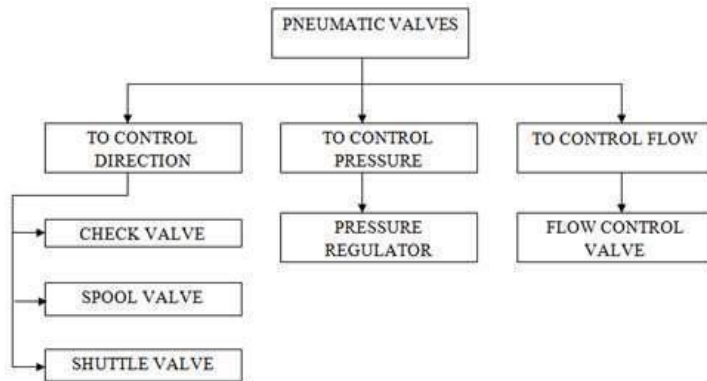 PNEUMATIC VALVES
TO CONTROL
DIRECTION
TO CONTROL
PRESSURE
TO CONTROL FLOW
CHECK VALVE
SPOOL VALVE
SHUTTLE VALVE
PRESSURE
REGULATOR
FLOW CONTROL
VALVE